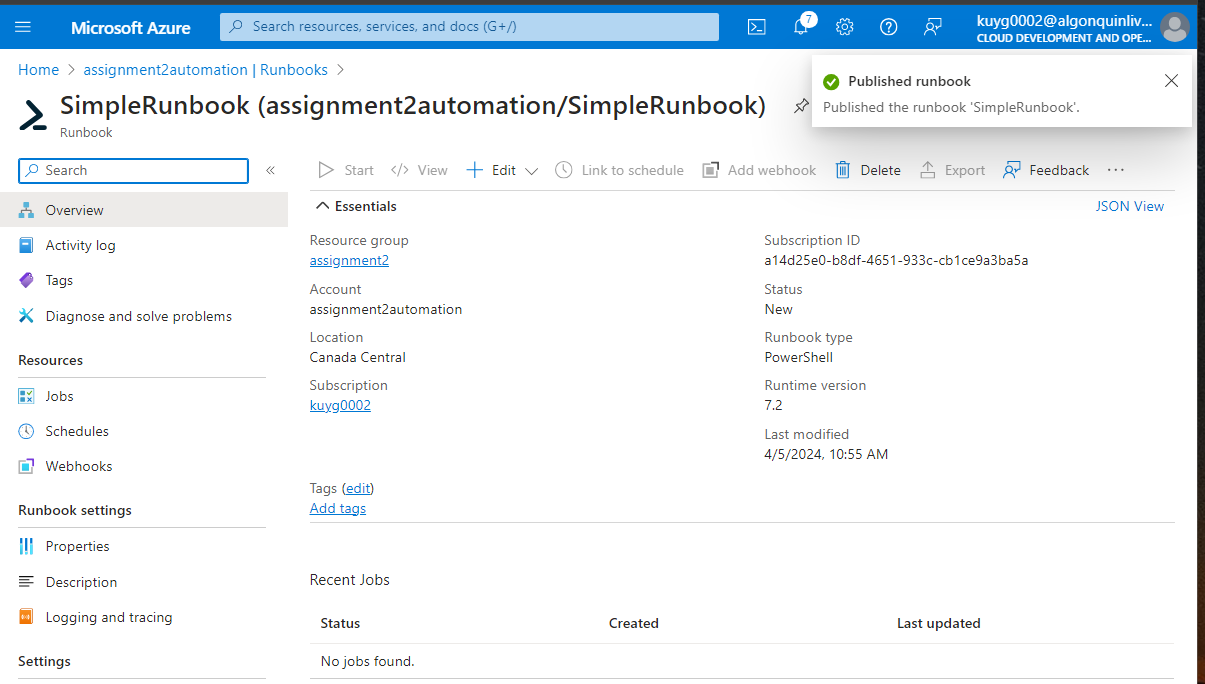 Microsoft Azure
Search resources, services, and docs (G+/)
7
kuyg0002@algonquinliv...
CLOUD DEVELOPMENT AND OPE...
Home > assignment2automation | Runbooks >
SimpleRunbook (assignment2automation/SimpleRunbook)
Runbook
Published runbook
Published the runbook 'SimpleRunbook'.
Search
«
Start
View
Edit
Link to schedule
Add webhook
Delete
Export
Feedback
...
Overview
Activity log
Tags
Diagnose and solve problems
Resources
Jobs
Schedules
Webhooks
Runbook settings
Properties
Description
Logging and tracing
Settings
Essentials
JSON View
Resource group
assignment2
Account
assignment2automation
Location
Canada Central
Subscription
kuyg0002
Subscription ID
a14d25e0-b8df-4651-933c-cb1ce9a3ba5a
Status
New
Runbook type
PowerShell
Runtime version
7.2
Last modified
4/5/2024, 10:55 AM
Tags (edit)
Add tags
Recent Jobs
Status Created Last updated
No jobs found.